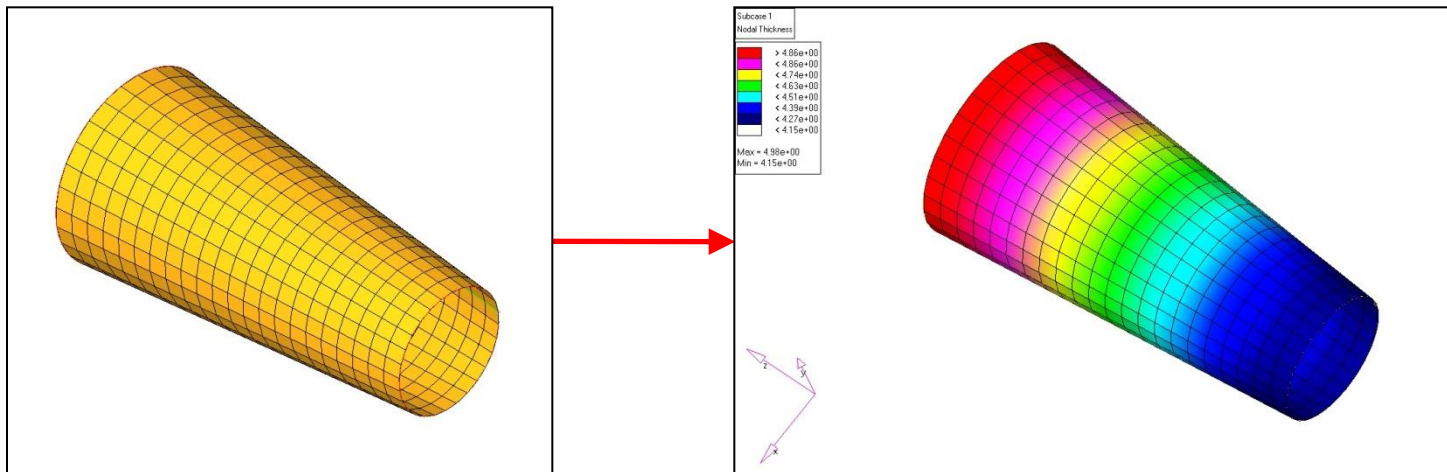 Subcase 1
Nodal Thickness
> 4.86e+00
< 4.86e+00
< 4.74e+00
< 4.63e+00
< 4.51e+00
< 4.39e+00
< 4.27e+00
< 4.15e+00
Max = 4.98e+00
Min = 4.15e+00
z
y
x